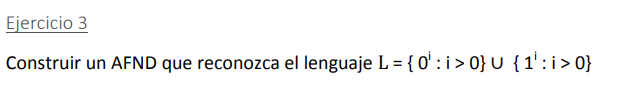 Ejercicio 3
Construir un AFND que reconozca el lenguaje L = { 0ⁱ : i > 0} ∪ { 1ⁱ : i > 0}